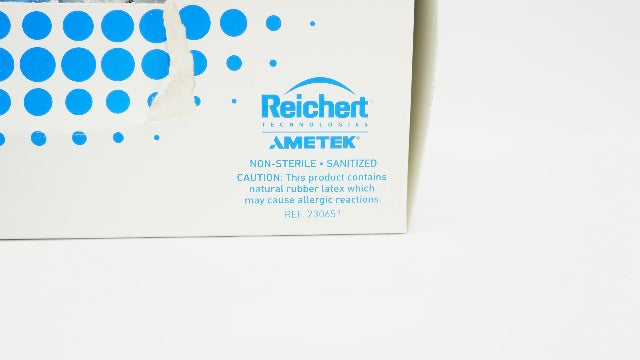 Reichert
TECHNOLOGIES
AMETEK®
NON-STERILE • SANITIZED
CAUTION: This product contains
natural rubber latex which
may cause allergic reactions.
REF: 230651